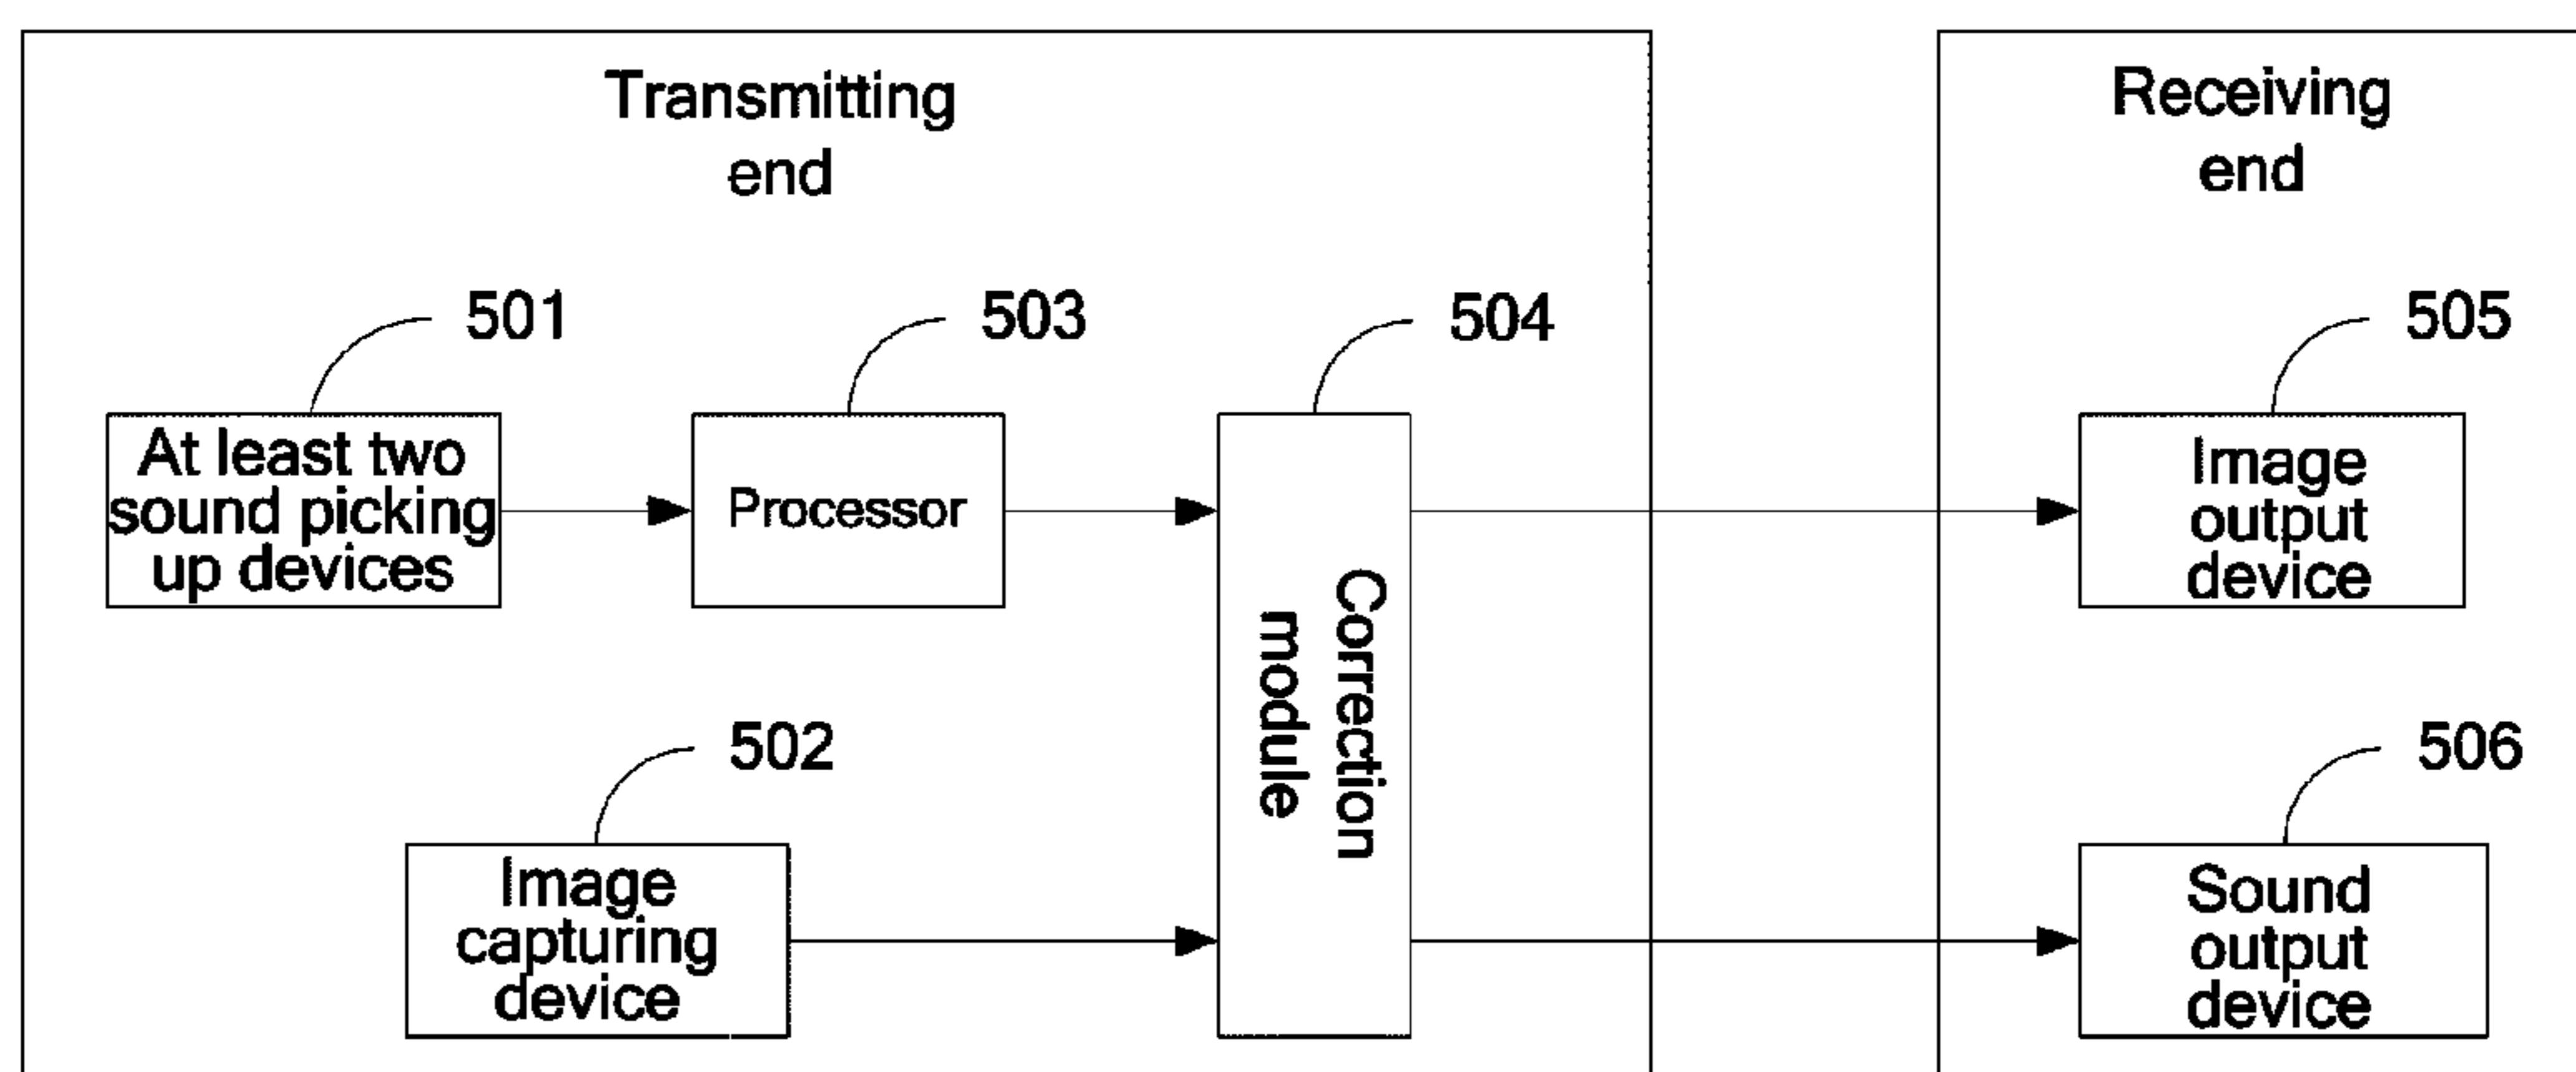 Transmitting
end
Receiving
end
501
503
504
505
At least two
sound picking
up devices
Processor
Correction
module
Image
output
device
502
506
Image
capturing
device
Sound
output
device